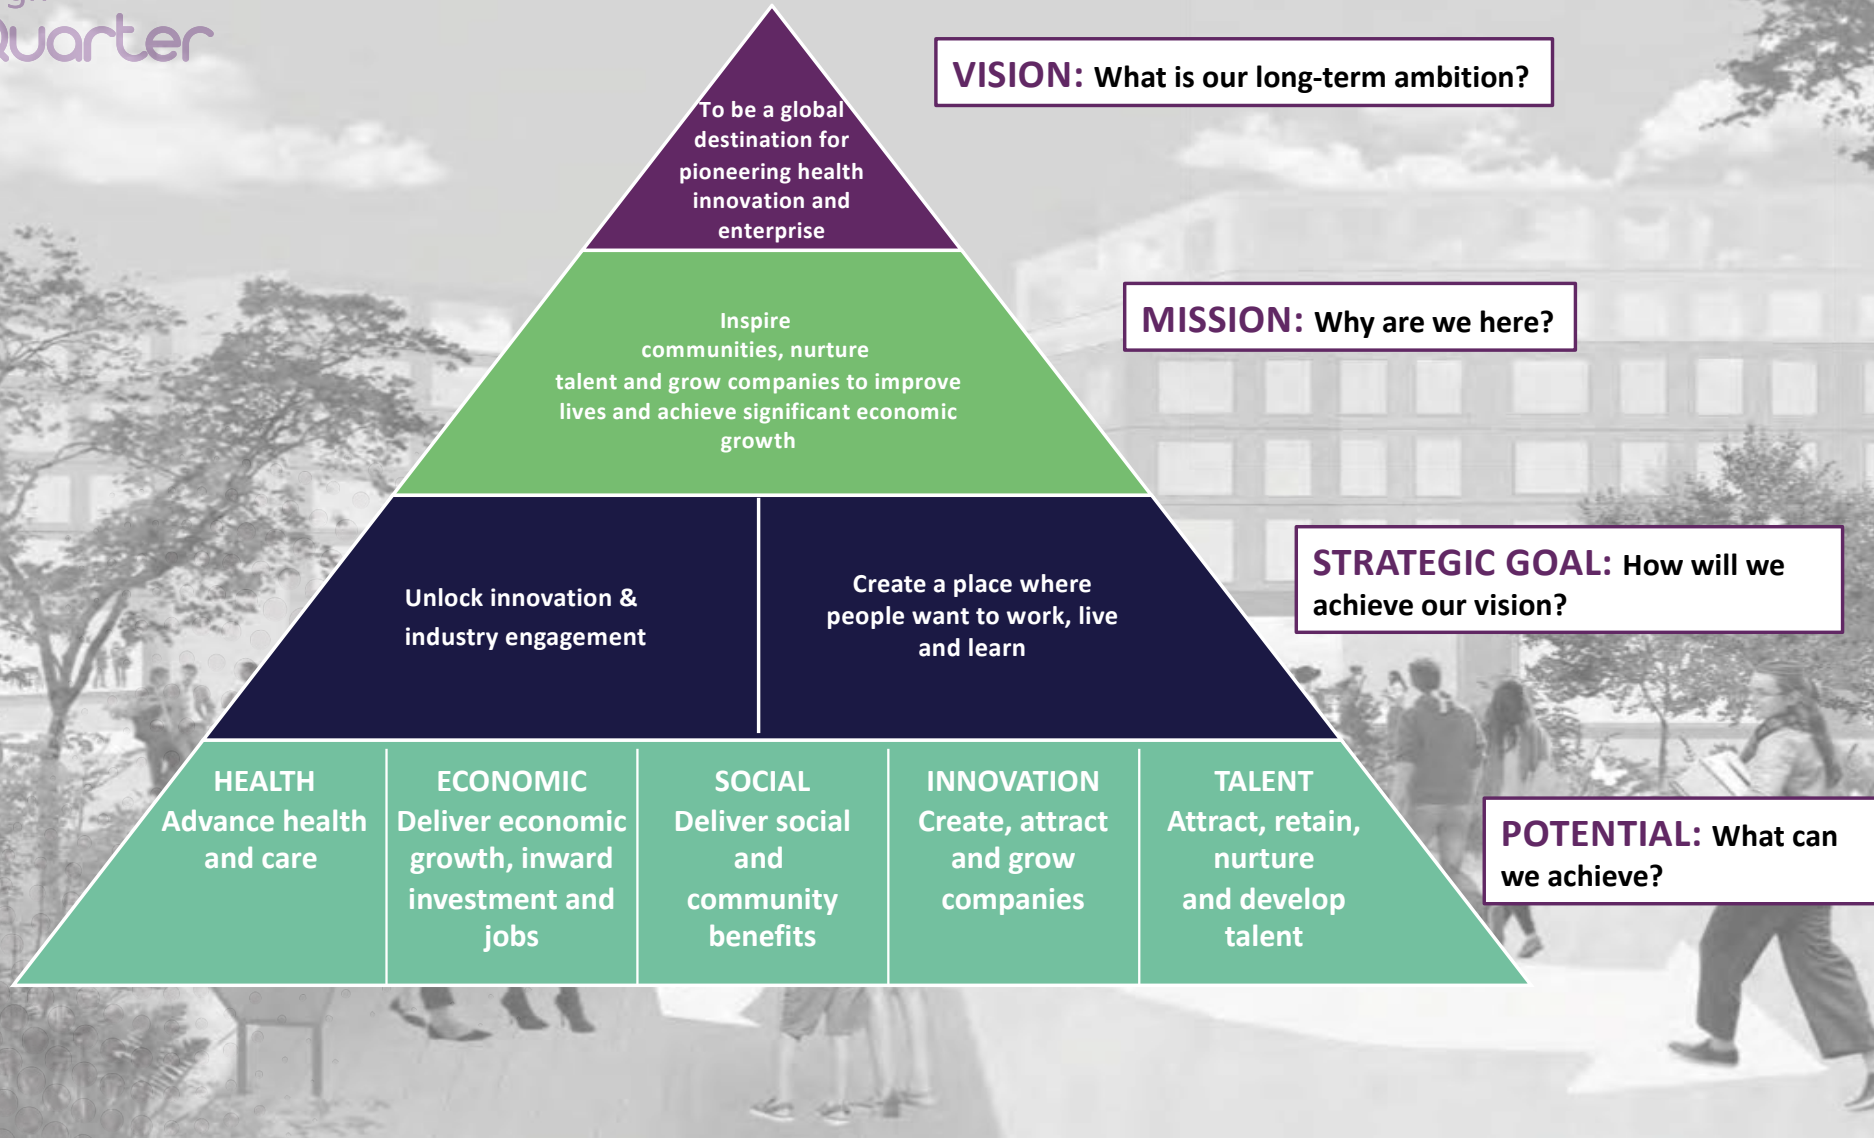 Quarter
VISION: What is our long-term ambition?
To be a global
destination for
pioneering health
innovation and
enterprise
MISSION: Why are we here?
Inspire
communities, nurture
talent and grow companies to improve
lives and achieve significant economic
growth
STRATEGIC GOAL: How will we
achieve our vision?
Unlock innovation &
industry engagement
Create a place where
people want to work, live
and learn
POTENTIAL: What can
we achieve?
HEALTH
Advance health
and care
ECONOMIC
Deliver economic
growth, inward
investment and
jobs
SOCIAL
Deliver social
and
community
benefits
INNOVATION
Create, attract
and grow
companies
TALENT
Attract, retain,
nurture
and develop
talent